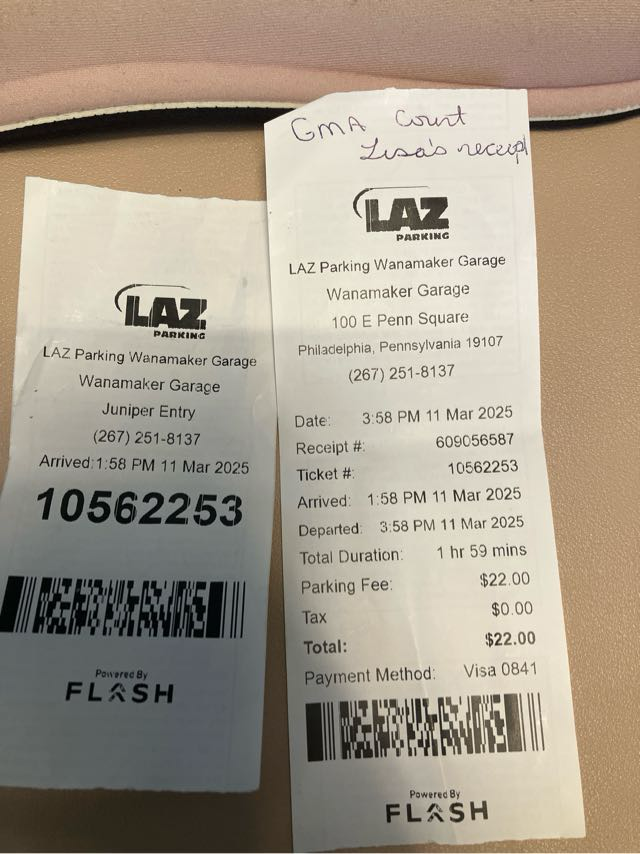 LAZ
PARKING
LAZ Parking Wanamaker Garage
Wanamaker Garage
Juniper Entry
(267) 251-8137
Arrived:1:58 PM 11 Mar 2025
10562253
Powered By
FLASH
GMA Court
Lisa's receipt
LAZ
PARKING
LAZ Parking Wanamaker Garage
Wanamaker Garage
100 E Penn Square
Philadelphia, Pennsylvania 19107
(267) 251-8137
Date: 3:58 PM 11 Mar 2025
Receipt #: 609056587
Ticket #: 10562253
Arrived: 1:58 PM 11 Mar 2025
Departed: 3:58 PM 11 Mar 2025
Total Duration: 1 hr 59 mins
Parking Fee: $22.00
Tax $0.00
Total: $22.00
Payment Method: Visa 0841
Powered By
FLASH